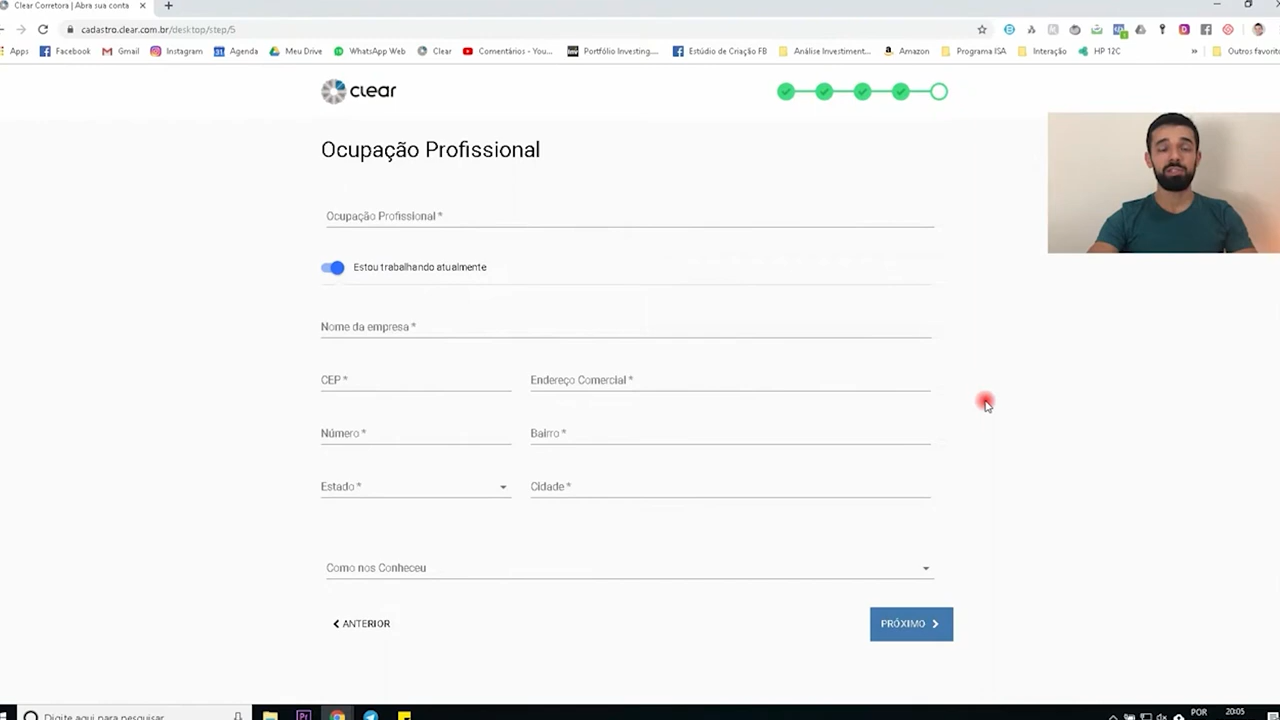 Clear Corretora | Abra sua conta
cadastro.clear.com.br/desktop/step/5
Apps Facebook Gmail Instagram Agenda Meu Drive WhatsApp Web Clear Comentários - You... Portfólio Investing.... Estúdio de Criação FB Análise Investiment... Amazon Programa ISA Interação HP 12C » Outros favorito
clear
Ocupação Profissional
Ocupação Profissional *
Estou trabalhando atualmente
Nome da empresa *
CEP * Endereço Comercial *
Número * Bairro *
Estado * Cidade *
Como nos Conheceu
ANTERIOR PRÓXIMO
Digite aqui para pesquisar POR 20:05